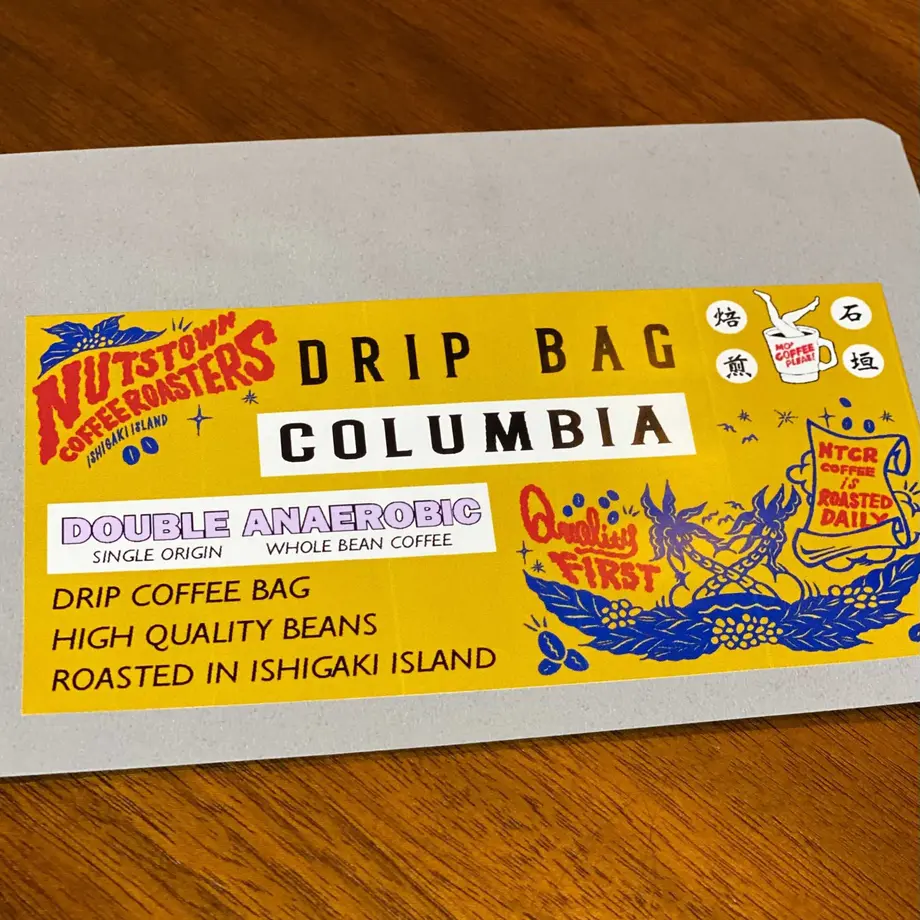 NUTSTOWN
COFFEE ROASTERS
ISHIGAKI ISLAND
DRIP BAG
COLUMBIA
焙煎
石垣
MO'
COFFEE
PLEASE!
DOUBLE ANAEROBIC
SINGLE ORIGIN WHOLE BEAN COFFEE
DRIP COFFEE BAG
HIGH QUALITY BEANS
ROASTED IN ISHIGAKI ISLAND
Quality
FIRST
NTCR
COFFEE
IS
ROASTED
DAILY